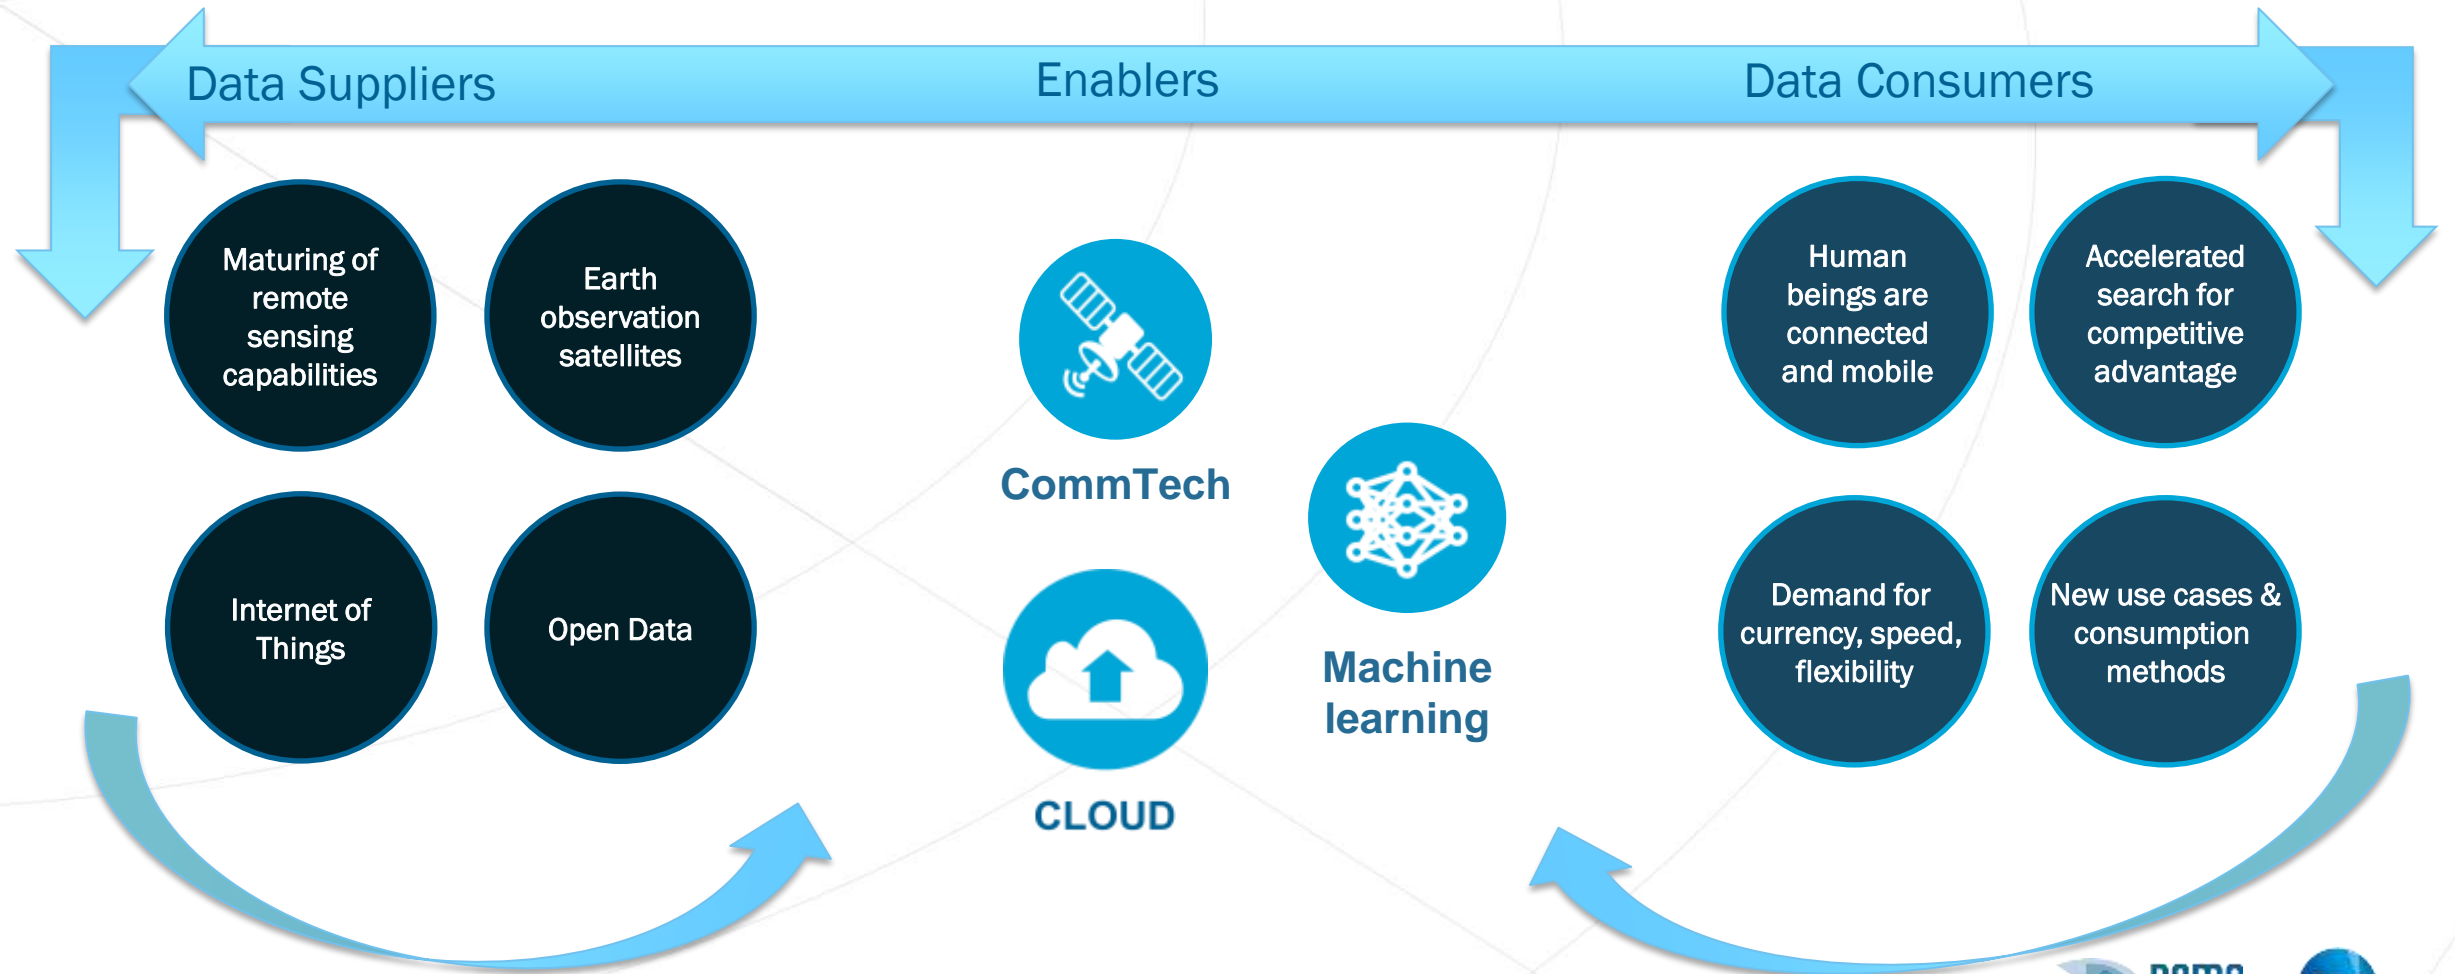 Data Suppliers
Enablers
Data Consumers
Maturing of
remote
sensing
capabilities
Earth
observation
satellites
Internet of
Things
Open Data
CommTech
CLOUD
Machine
learning
Human
beings are
connected
and mobile
Accelerated
search for
competitive
advantage
Demand for
currency, speed,
flexibility
New use cases &
consumption
methods